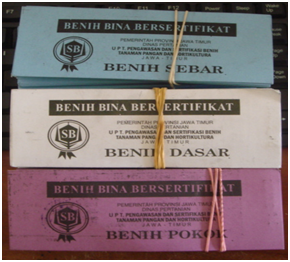 BENIH BINA BERSERTIFIKAT
PEMERINTAH PROVINSI JAWA TIMUR
DINAS PERTANIAN
UPT. PENGAWASAN DAN SERTIFIKASI BENIH
TANAMAN PANGAN DAN HORTIKULTURA
JAWA TIMUR
SB
BENIH SEBAR
BENIH BINA BERSERTIFIKAT
PEMERINTAH PROVINSI JAWA TIMUR
DINAS PERTANIAN
UPT. PENGAWASAN DAN SERTIFIKASI BENIH
TANAMAN PANGAN DAN HORTIKULTURA
JAWA TIMUR
SB
BENIH DASAR
BENIH BINA BERSERTIFIKAT
PEMERINTAH PROVINSI JAWA TIMUR
DINAS PERTANIAN
UPT. PENGAWASAN DAN SERTIFIKASI BENIH
TANAMAN PANGAN DAN HORTIKULTURA
JAWA TIMUR
SB
BENIH POKOK